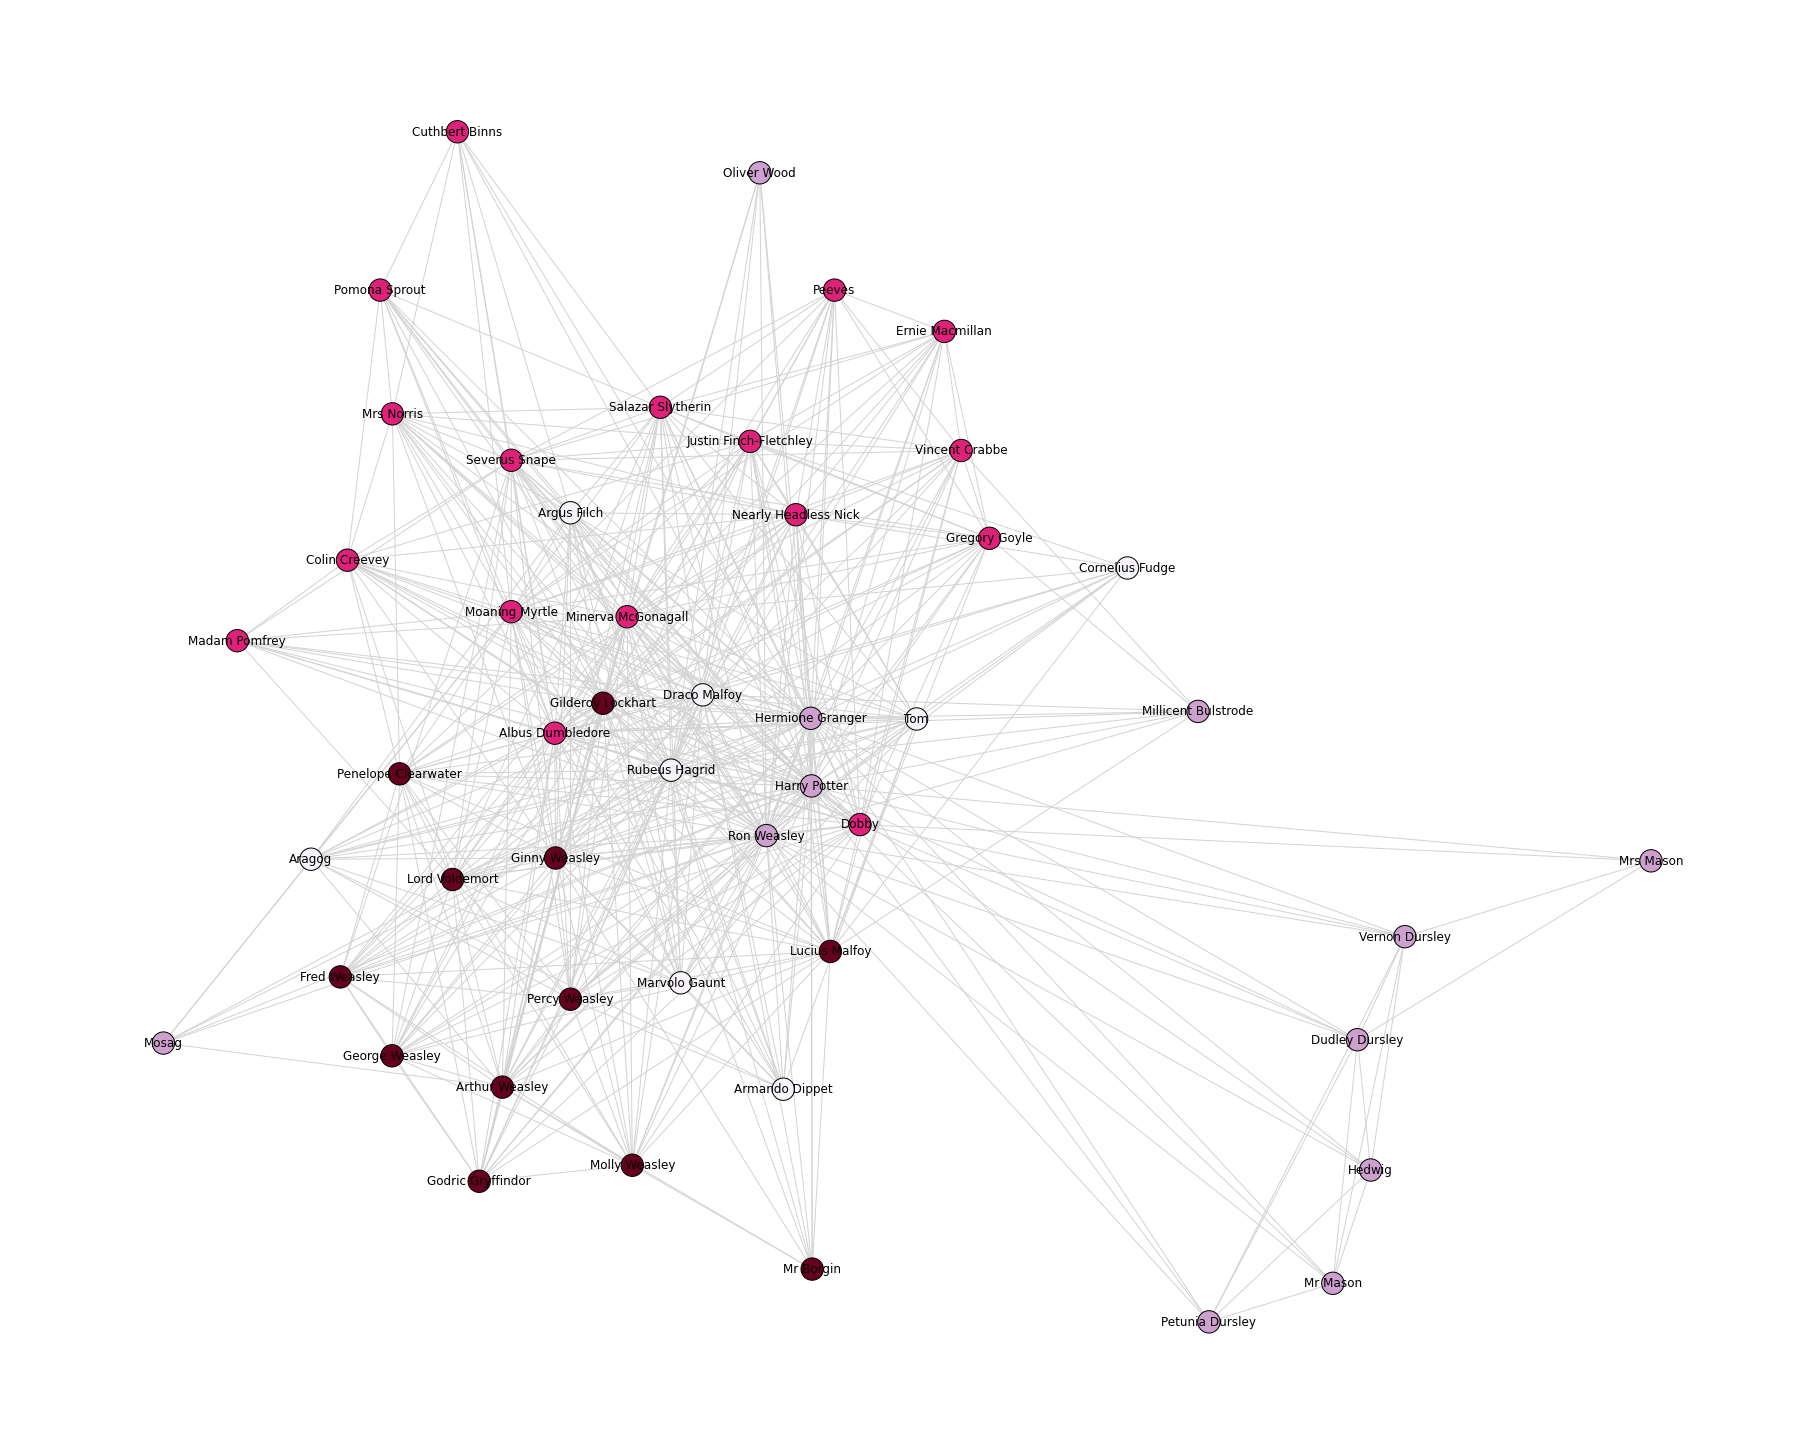 Cuthbert Binns
Oliver Wood
Pomona Sprout
Peeves
Ernie Macmillan
Salazar Slytherin
Mrs Norris
Justin Finch-Fletchley
Vincent Crabbe
Severus Snape
Argus Filch
Nearly Headless Nick
Gregory Goyle
Colin Creevey
Cornelius Fudge
Moaning Myrtle
Minerva McGonagall
Madam Pomfrey
Draco Malfoy
Gilderoy Lockhart
Millicent Bulstrode
Hermione Granger
Tom
Albus Dumbledore
Rubeus Hagrid
Penelope Clearwater
Harry Potter
Dobby
Ron Weasley
Ginny Weasley
Aragog
Mrs Mason
Lord Voldemort
Vernon Dursley
Lucius Malfoy
Fred Weasley
Marvolo Gaunt
Percy Weasley
Dudley Dursley
Mosag
George Weasley
Arthur Weasley
Armando Dippet
Molly Weasley
Hedwig
Godric Gryffindor
Mr Borgin
Mr Mason
Petunia Dursley